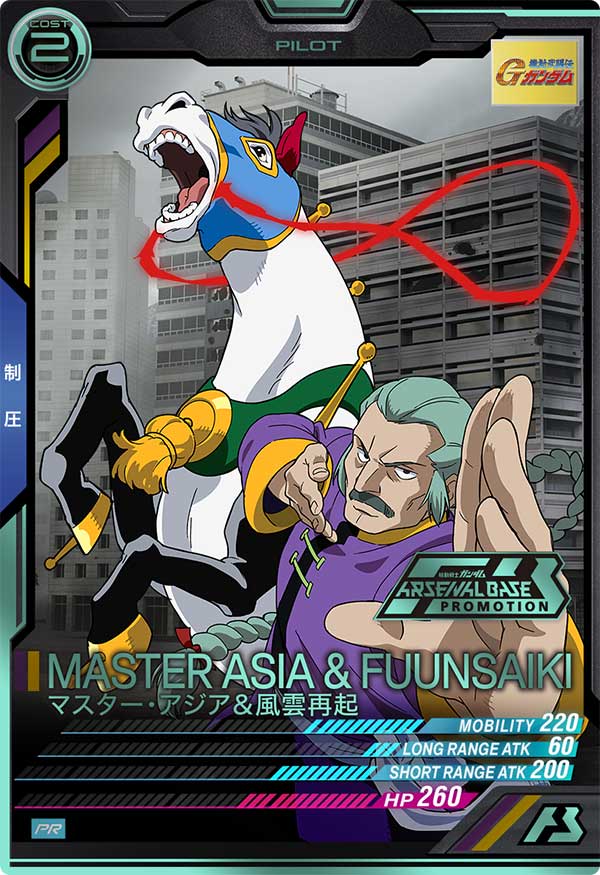 COST
2
PILOT
機動武闘伝
Gガンダム
制圧
機動戦士ガンダム
ARSENAL BASE
PROMOTION
MASTER ASIA & FUUNSAIKI
マスター・アジア&風雲再起
MOBILITY 220
LONG RANGE ATK 60
SHORT RANGE ATK 200
HP 260
PR